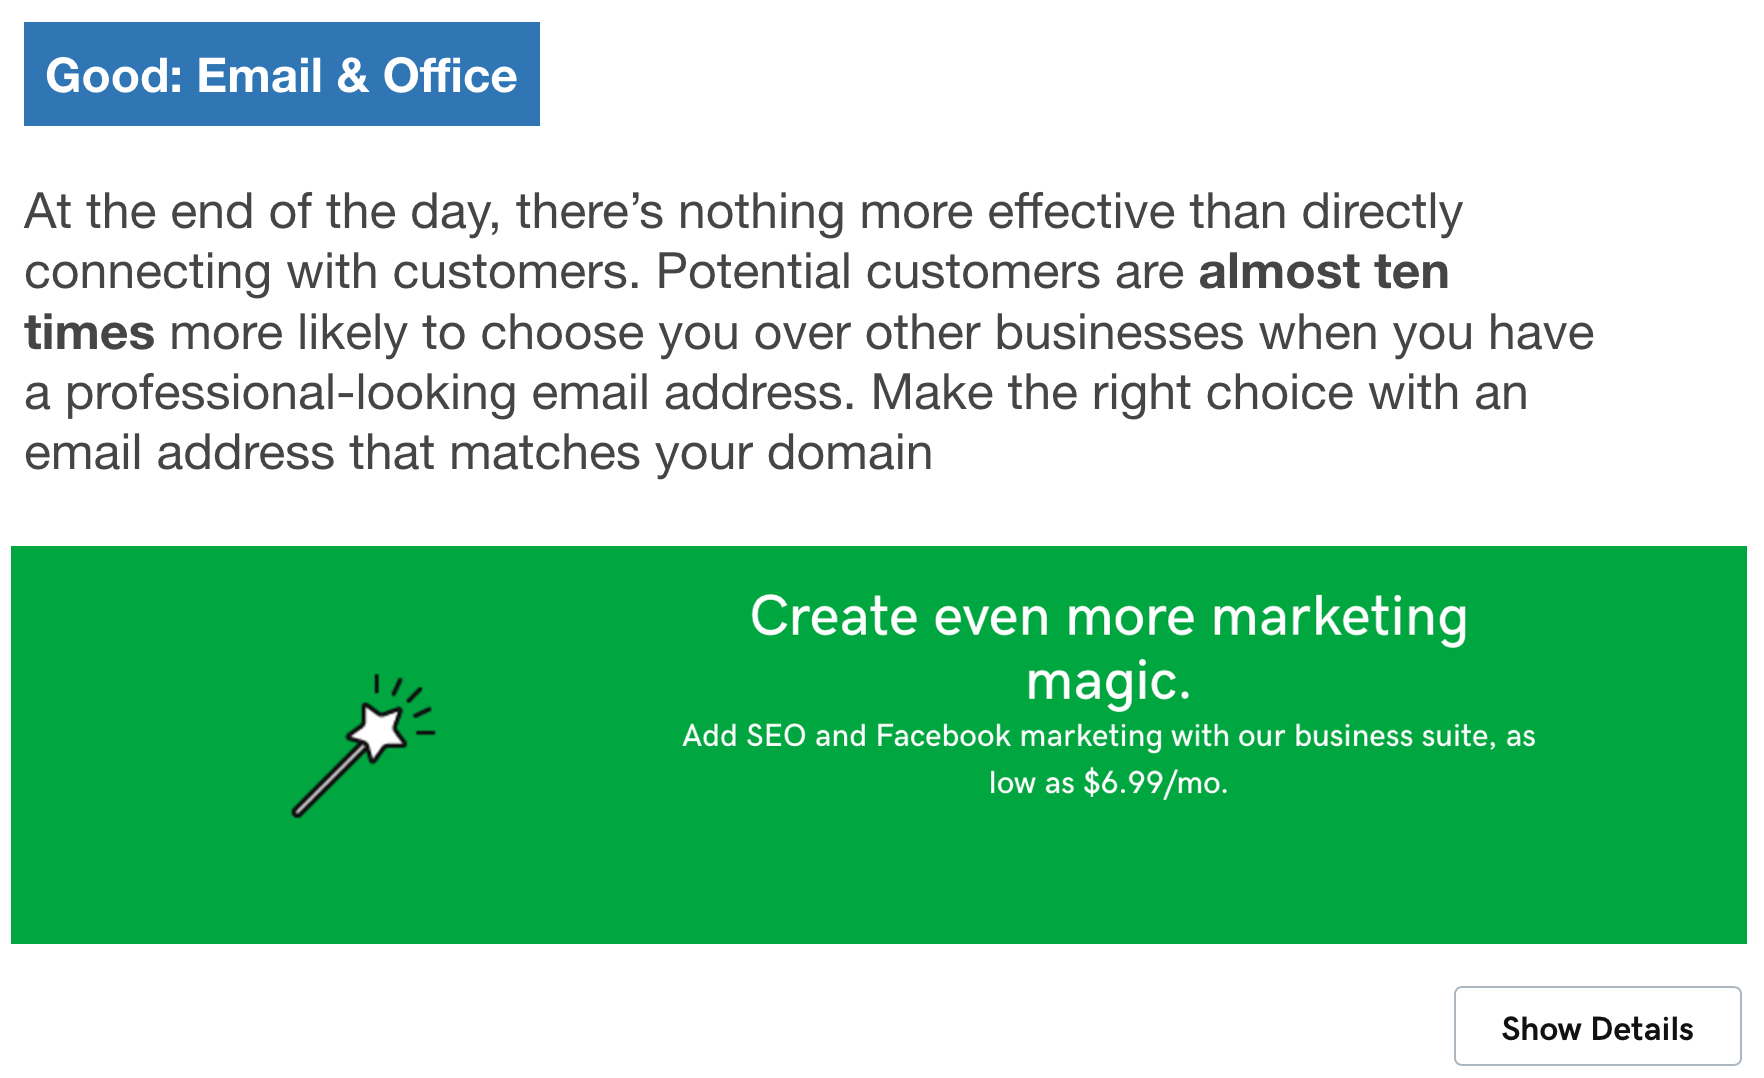 Good: Email & Office
At the end of the day, there’s nothing more effective than directly
connecting with customers. Potential customers are almost ten
times more likely to choose you over other businesses when you have
a professional-looking email address. Make the right choice with an
email address that matches your domain
Create even more marketing
magic.
Add SEO and Facebook marketing with our business suite, as
low as $6.99/mo.
Show Details